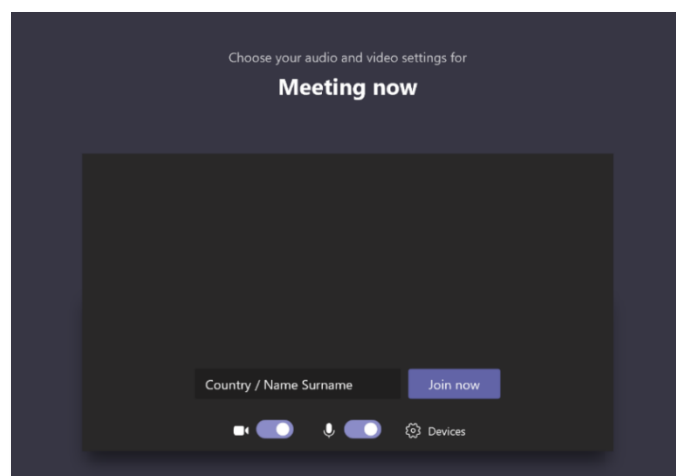 Choose your audio and video settings for
Meeting now
Country / Name Surname
Join now
Devices